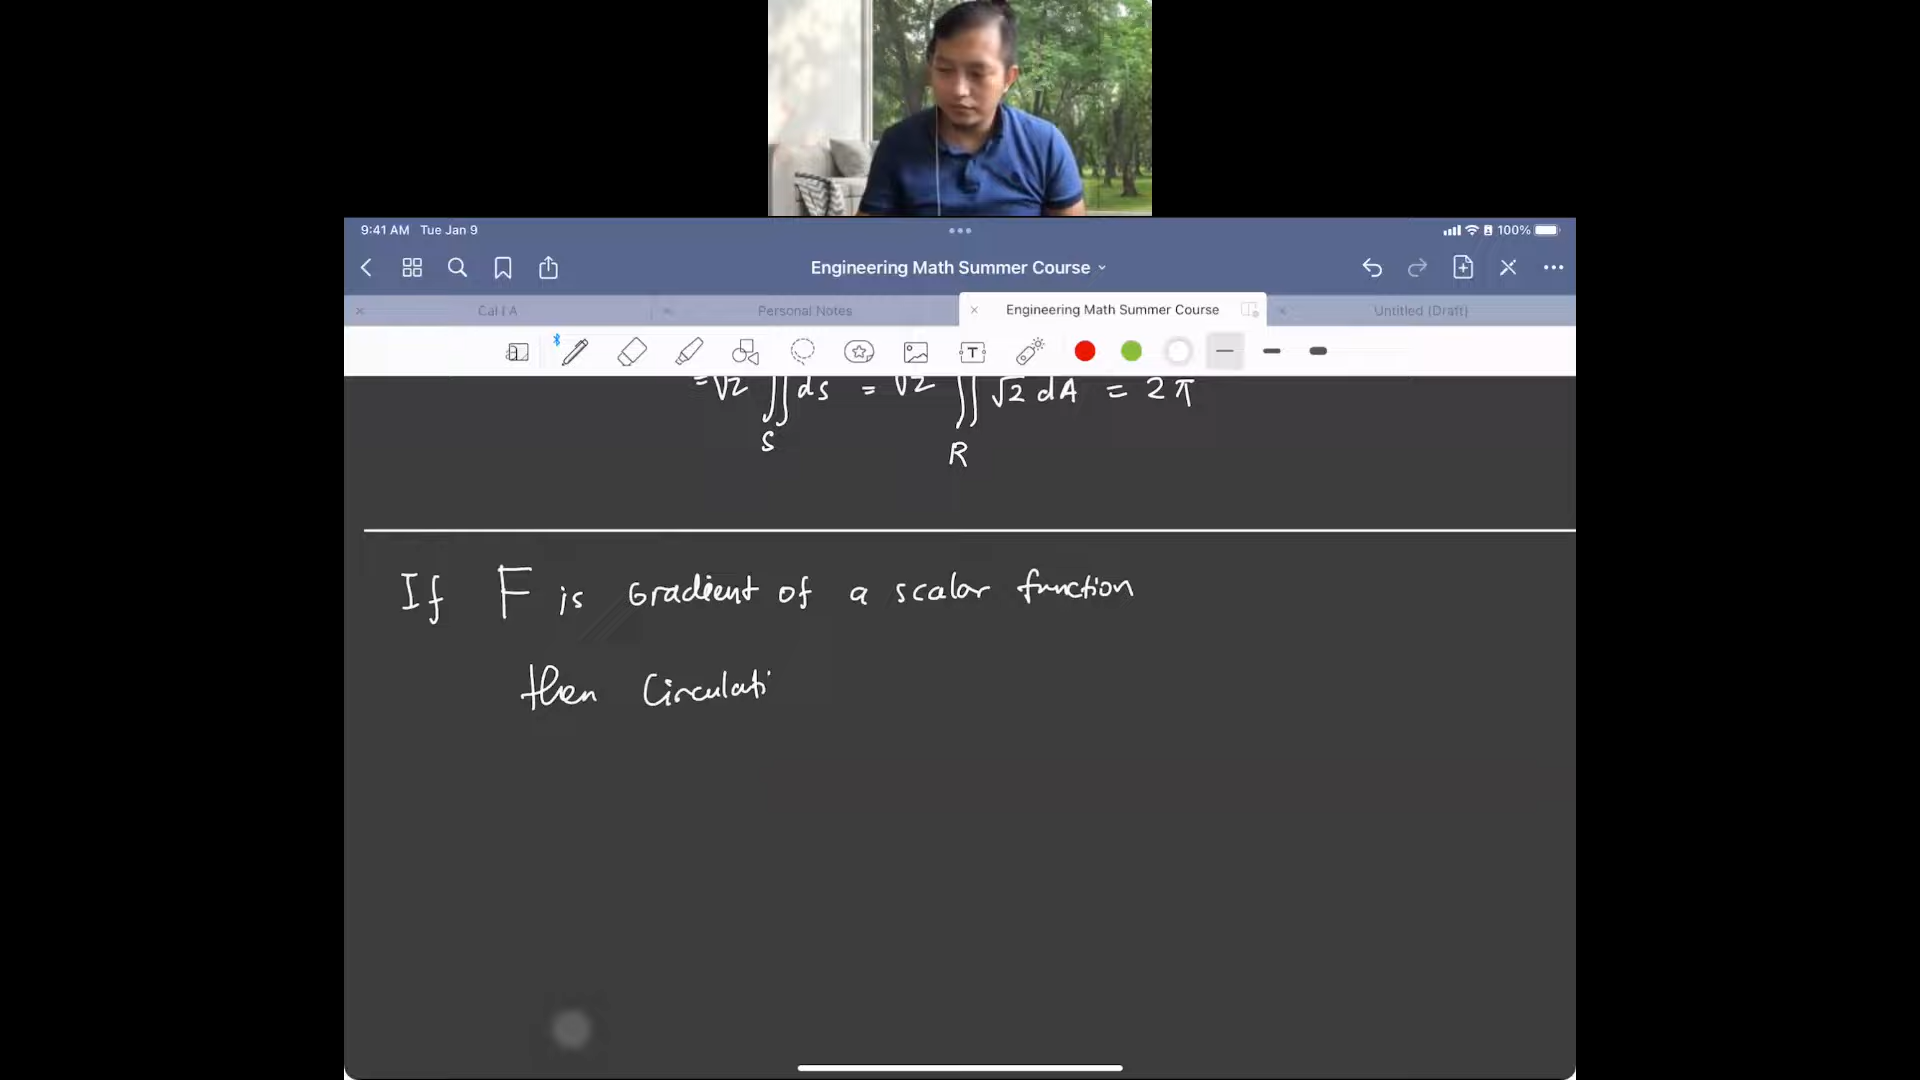 9:41 AM Tue Jan 9
100%
Engineering Math Summer Course
Cal I A
Personal Notes
Engineering Math Summer Course
Untitled (Draft)
T
= √2 ∬ ds = √2 ∬ √2 dA = 2π
S R
If F is Gradient of a scalar function
then Circulati